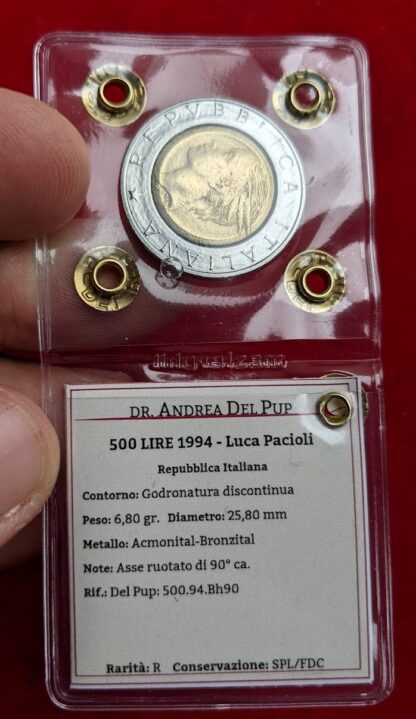 REPVBBLICA ITALIANA
DR. ANDREA DEL PUP
500 LIRE 1994 - Luca Pacioli
Repubblica Italiana
Contorno: Godronatura discontinua
Peso: 6,80 gr. Diametro: 25,80 mm
Metallo: Acmonital-Bronzital
Note: Asse ruotato di 90° ca.
Rif.: Del Pup: 500.94.Bh90
Rarità: R Conservazione: SPL/FDC